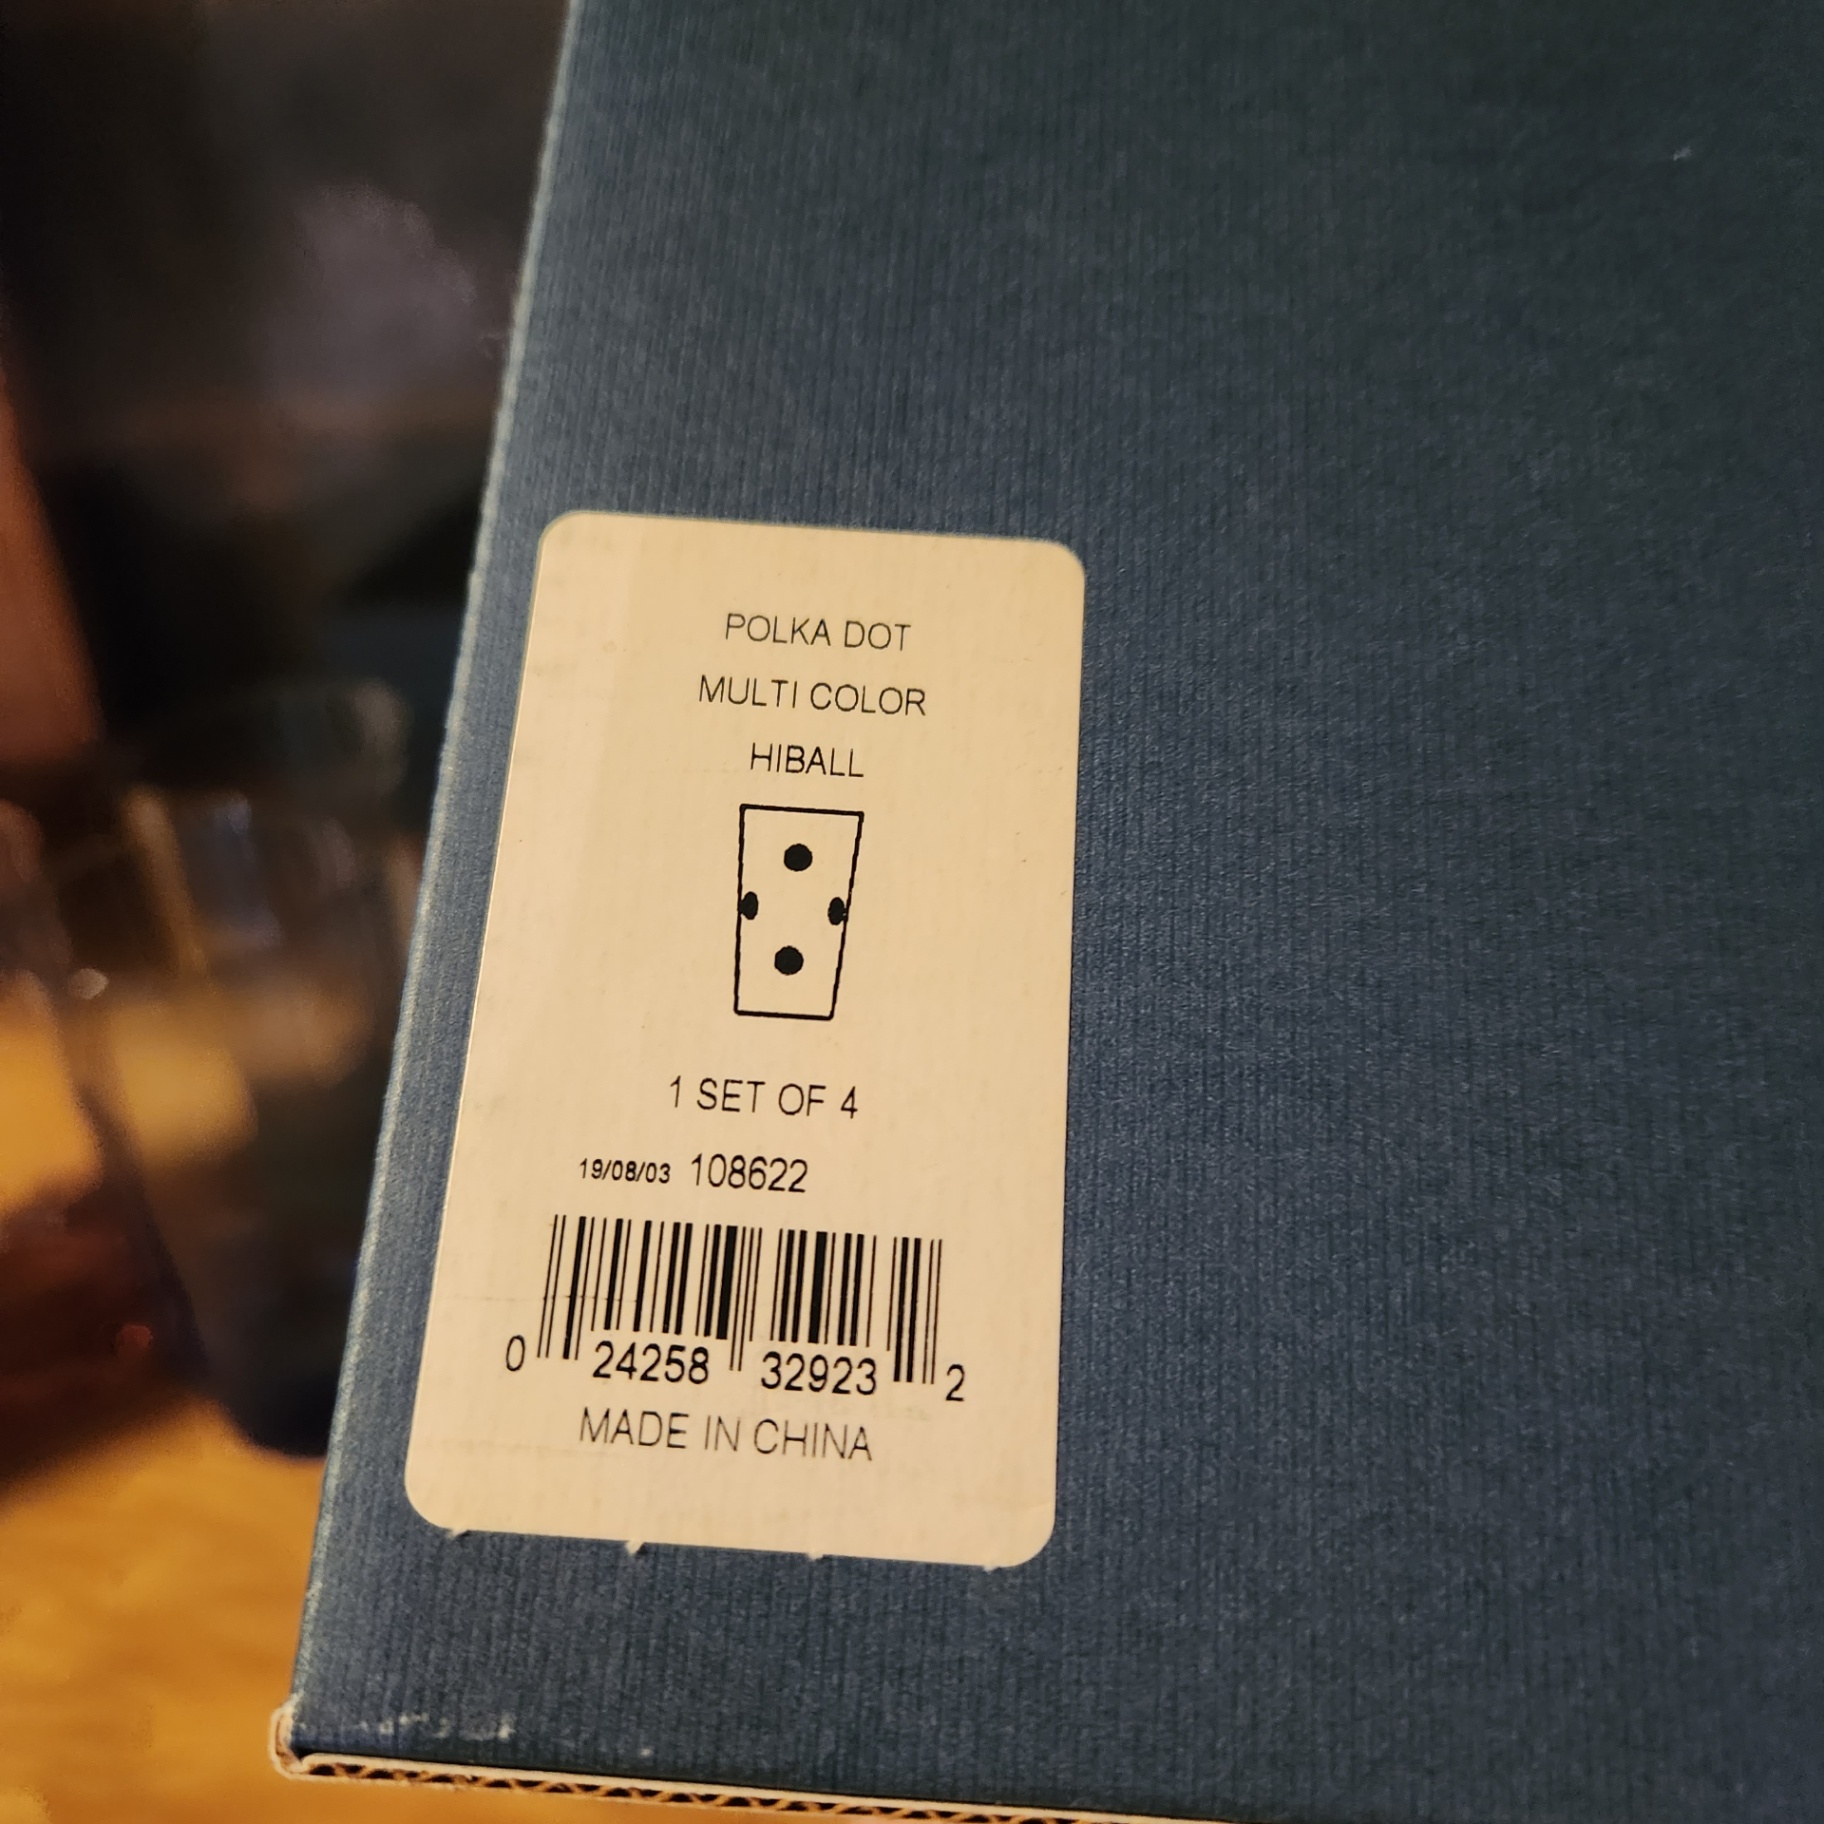 POLKA DOT
MULTI COLOR
HIBALL
1 SET OF 4
19/08/03 108622
0 24258 32923 2
MADE IN CHINA